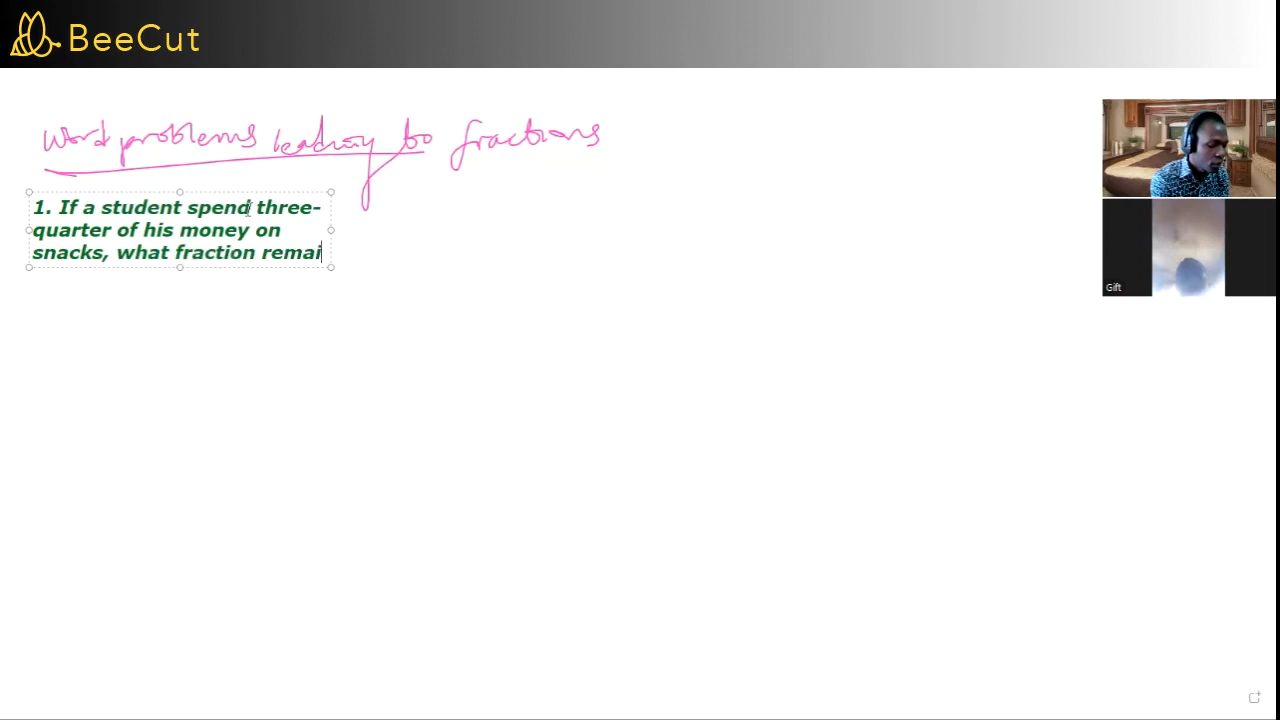 BeeCut
Word problems leading to fractions
1. If a student spend three-
quarter of his money on
snacks, what fraction remai
Gift